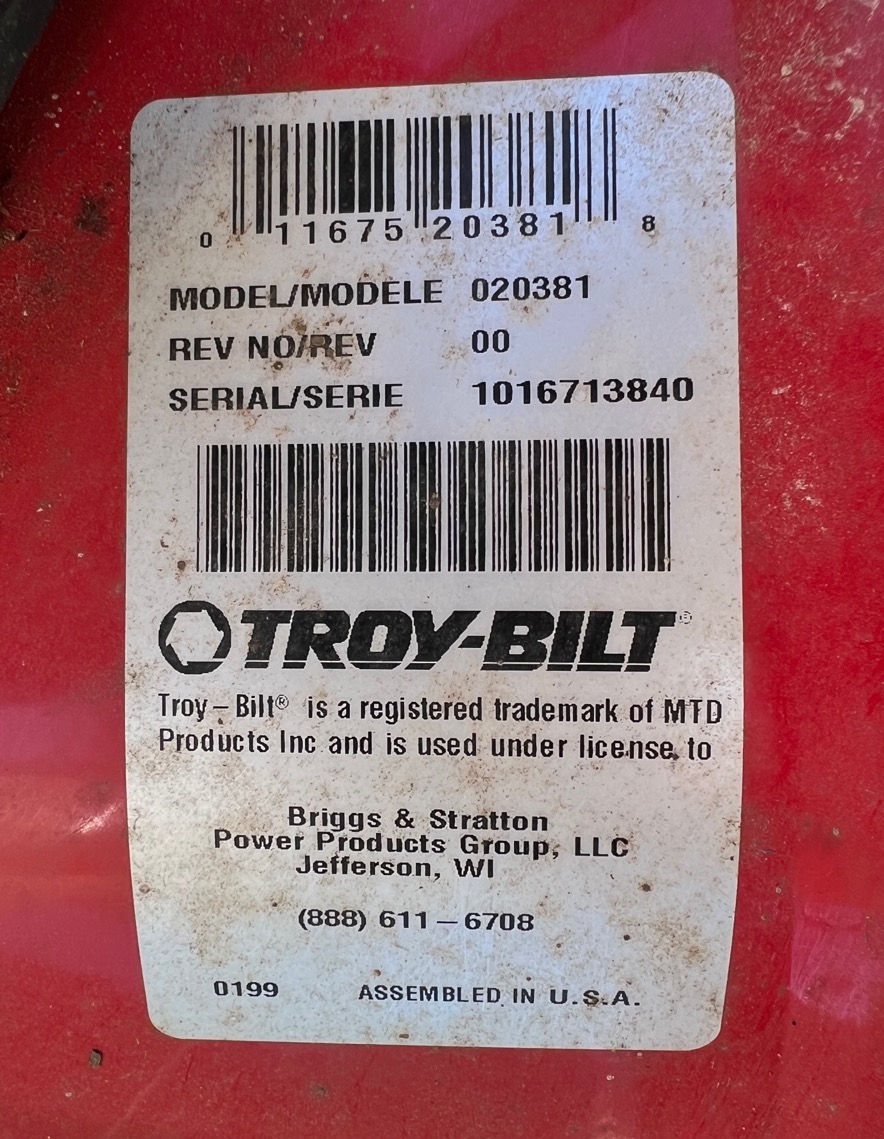 0 11675 20381 8
MODEL/MODELE 020381
REV NO/REV 00
SERIAL/SERIE 1016713840
TROY-BILT®
Troy–Bilt® is a registered trademark of MTD
Products Inc and is used under license to
Briggs & Stratton
Power Products Group, LLC
Jefferson, WI
(888) 611–6708
0199 ASSEMBLED IN U.S.A.